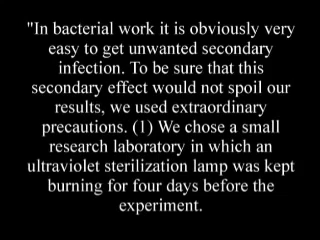 "In bacterial work it is obviously very
easy to get unwanted secondary
infection. To be sure that this
secondary effect would not spoil our
results, we used extraordinary
precautions. (1) We chose a small
research laboratory in which an
ultraviolet sterilization lamp was kept
burning for four days before the
experiment.